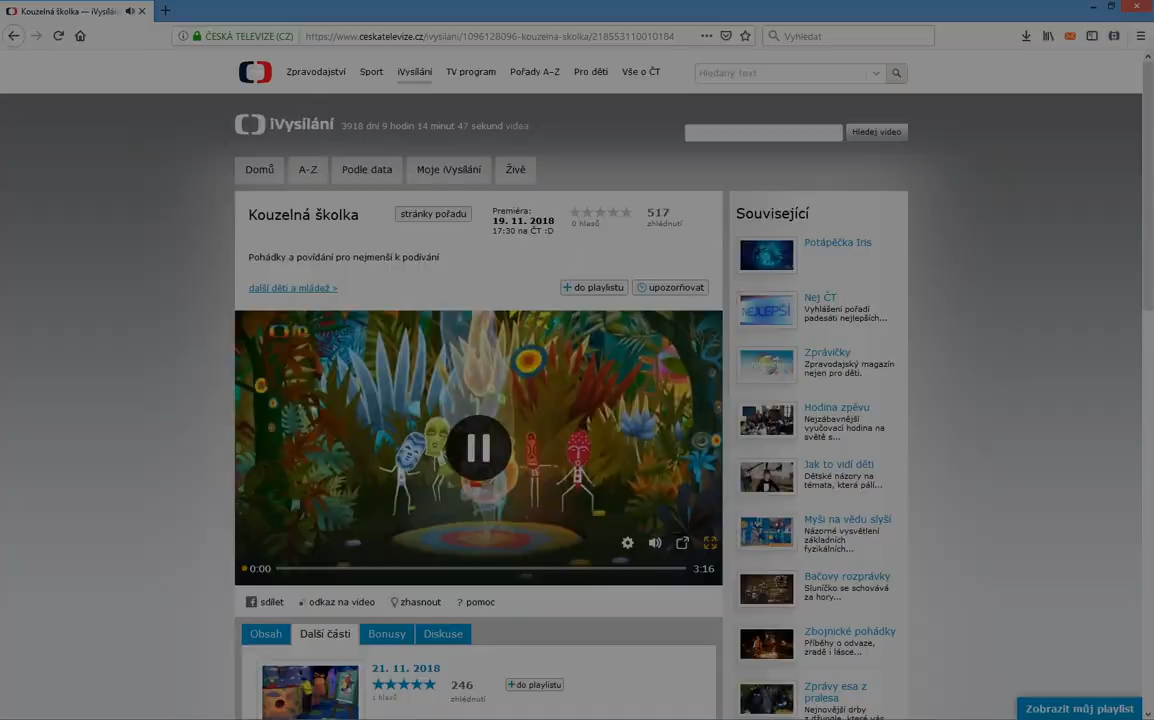 Kouzelná školka — iVysílán
ČESKÁ TELEVIZE (CZ)
https://www.ceskatelevize.cz/ivysilani/1096128096-kouzelna-skolka/218553110010184
Vyhledat
Zpravodajství Sport iVysílání TV program Pořady A–Z Pro děti Vše o ČT
Hledaný text
iVysílání 3918 dní 9 hodin 14 minut 47 sekund videa
Hledej video
Domů A-Z Podle data Moje iVysílání Živě
Kouzelná školka
stránky pořadu
Premiéra:
19. 11. 2018
17:30 na ČT :D
0 hlasů
517
zhlédnutí
Pohádky a povídání pro nejmenší k podívání
další děti a mládež >
+ do playlistu
upozorňovat
0:00
3:16
sdílet odkaz na video zhasnout ? pomoc
Obsah Další části Bonusy Diskuse
21. 11. 2018
1 hlasů
246
zhlédnutí
+ do playlistu
Související
Potápěčka Iris
NEJLEPŠÍ
Nej ČT
Vyhlášení pořadí
padesáti nejlepších...
Zprávičky
Zpravodajský magazín
nejen pro děti.
Hodina zpěvu
Nejzábavnější
vyučovací hodina na
světě s...
Jak to vidí děti
Dětské názory na
témata, která pálí...
Myši na vědu slyší
Názorné vysvětlení
základních
fyzikálních...
Bačovy rozprávky
Sluníčko se schovává
za hory...
Zbojnické pohádky
Příběhy o odvaze,
zradě i lásce...
Zprávy esa z
pralesa
Nejnovější drby
z džungle, které vás
Zobrazit můj playlist